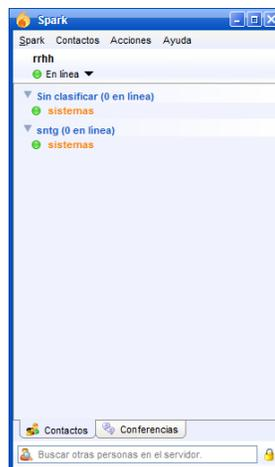 Spark
Spark Contactos Acciones Ayuda
rrhh
En línea
Sin clasificar (0 en línea)
sistemas
sntg (0 en línea)
sistemas
Contactos Conferencias
Buscar otras personas en el servidor.